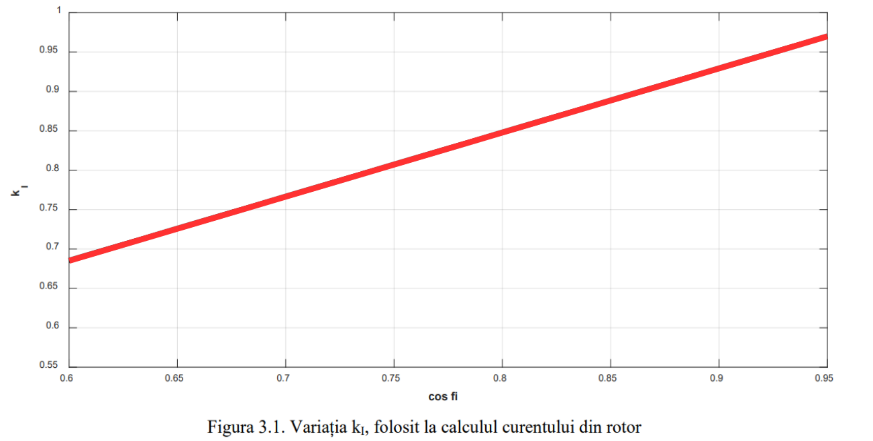 1
0.95
0.9
0.85
0.8
0.75
0.7
0.65
0.6
0.55
k I
0.6 0.65 0.7 0.75 0.8 0.85 0.9 0.95
cos fi
Figura 3.1. Variația kI, folosit la calculul curentului din rotor